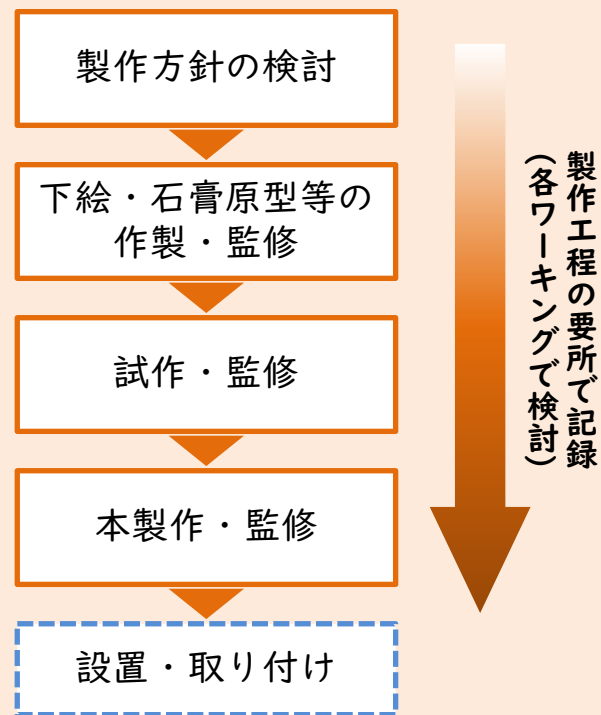 製作方針の検討
下絵・石膏原型等の
作製・監修
試作・監修
本製作・監修
設置・取り付け
製作工程の要所で記録
(各ワーキングで検討)